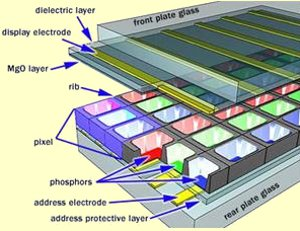 dielectric layer
front plate glass
display electrode
MgO layer
rib
pixel
phosphors
address electrode
address protective layer
rear plate glass